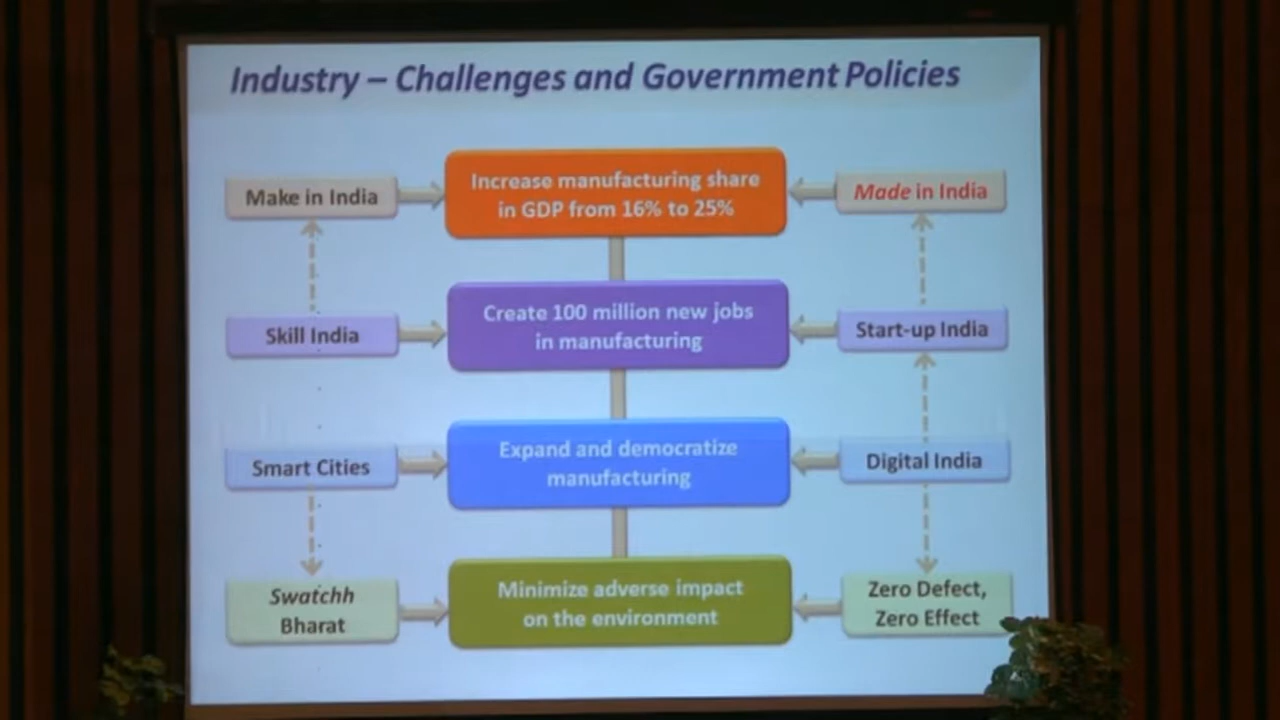 Industry – Challenges and Government Policies
Make in India
Increase manufacturing share
in GDP from 16% to 25%
Made in India
Skill India
Create 100 million new jobs
in manufacturing
Start-up India
Smart Cities
Expand and democratize
manufacturing
Digital India
Swatchh
Bharat
Minimize adverse impact
on the environment
Zero Defect,
Zero Effect